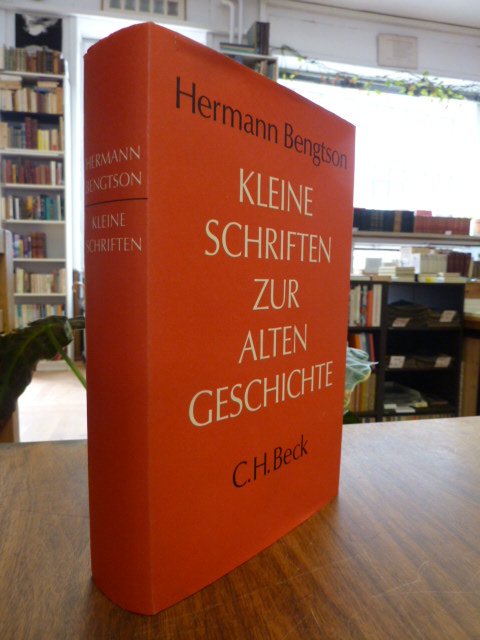 HERMANN
BENGTSON
KLEINE
SCHRIFTEN
Hermann Bengtson
KLEINE
SCHRIFTEN
ZUR
ALTEN
GESCHICHTE
C.H.Beck